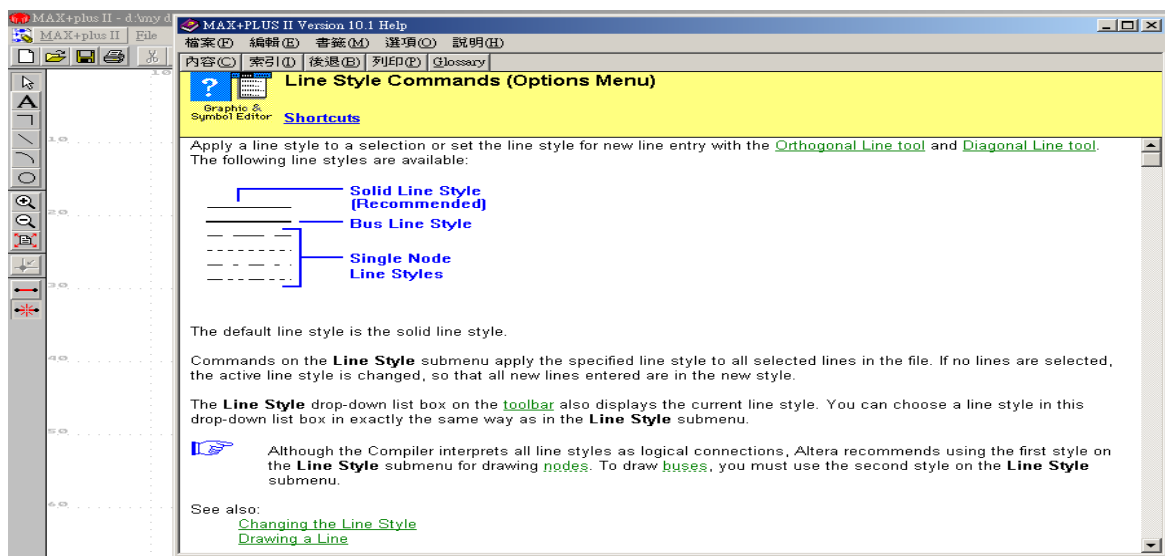 MAX+plus II - d:\my d
MAX+plus II File
MAX+PLUS II Version 10.1 Help
檔案(F) 編輯(E) 書籤(M) 選項(O) 說明(H)
內容(C) 索引(I) 後退(B) 列印(P) Glossary
Line Style Commands (Options Menu)
Graphic &
Symbol Editor
Shortcuts
Apply a line style to a selection or set the line style for new line entry with the Orthogonal Line tool and Diagonal Line tool.
The following line styles are available:
Solid Line Style
(Recommended)
Bus Line Style
Single Node
Line Styles
The default line style is the solid line style.
Commands on the Line Style submenu apply the specified line style to all selected lines in the file. If no lines are selected,
the active line style is changed, so that all new lines entered are in the new style.
The Line Style drop-down list box on the toolbar also displays the current line style. You can choose a line style in this
drop-down list box in exactly the same way as in the Line Style submenu.
Although the Compiler interprets all line styles as logical connections, Altera recommends using the first style on
the Line Style submenu for drawing nodes. To draw buses, you must use the second style on the Line Style
submenu.
See also:
Changing the Line Style
Drawing a Line
10
10
20
30
40
50
60